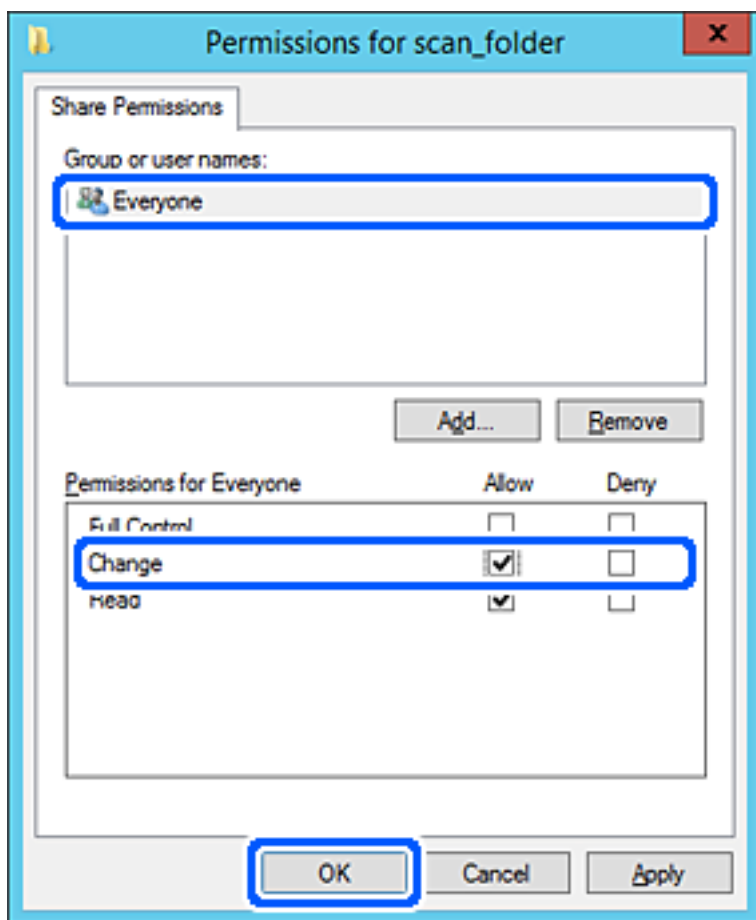 Permissions for scan_folder
Share Permissions
Group or user names:
Everyone
Add... Remove
Permissions for Everyone Allow Deny
Full Control
Change
Read
OK Cancel Apply